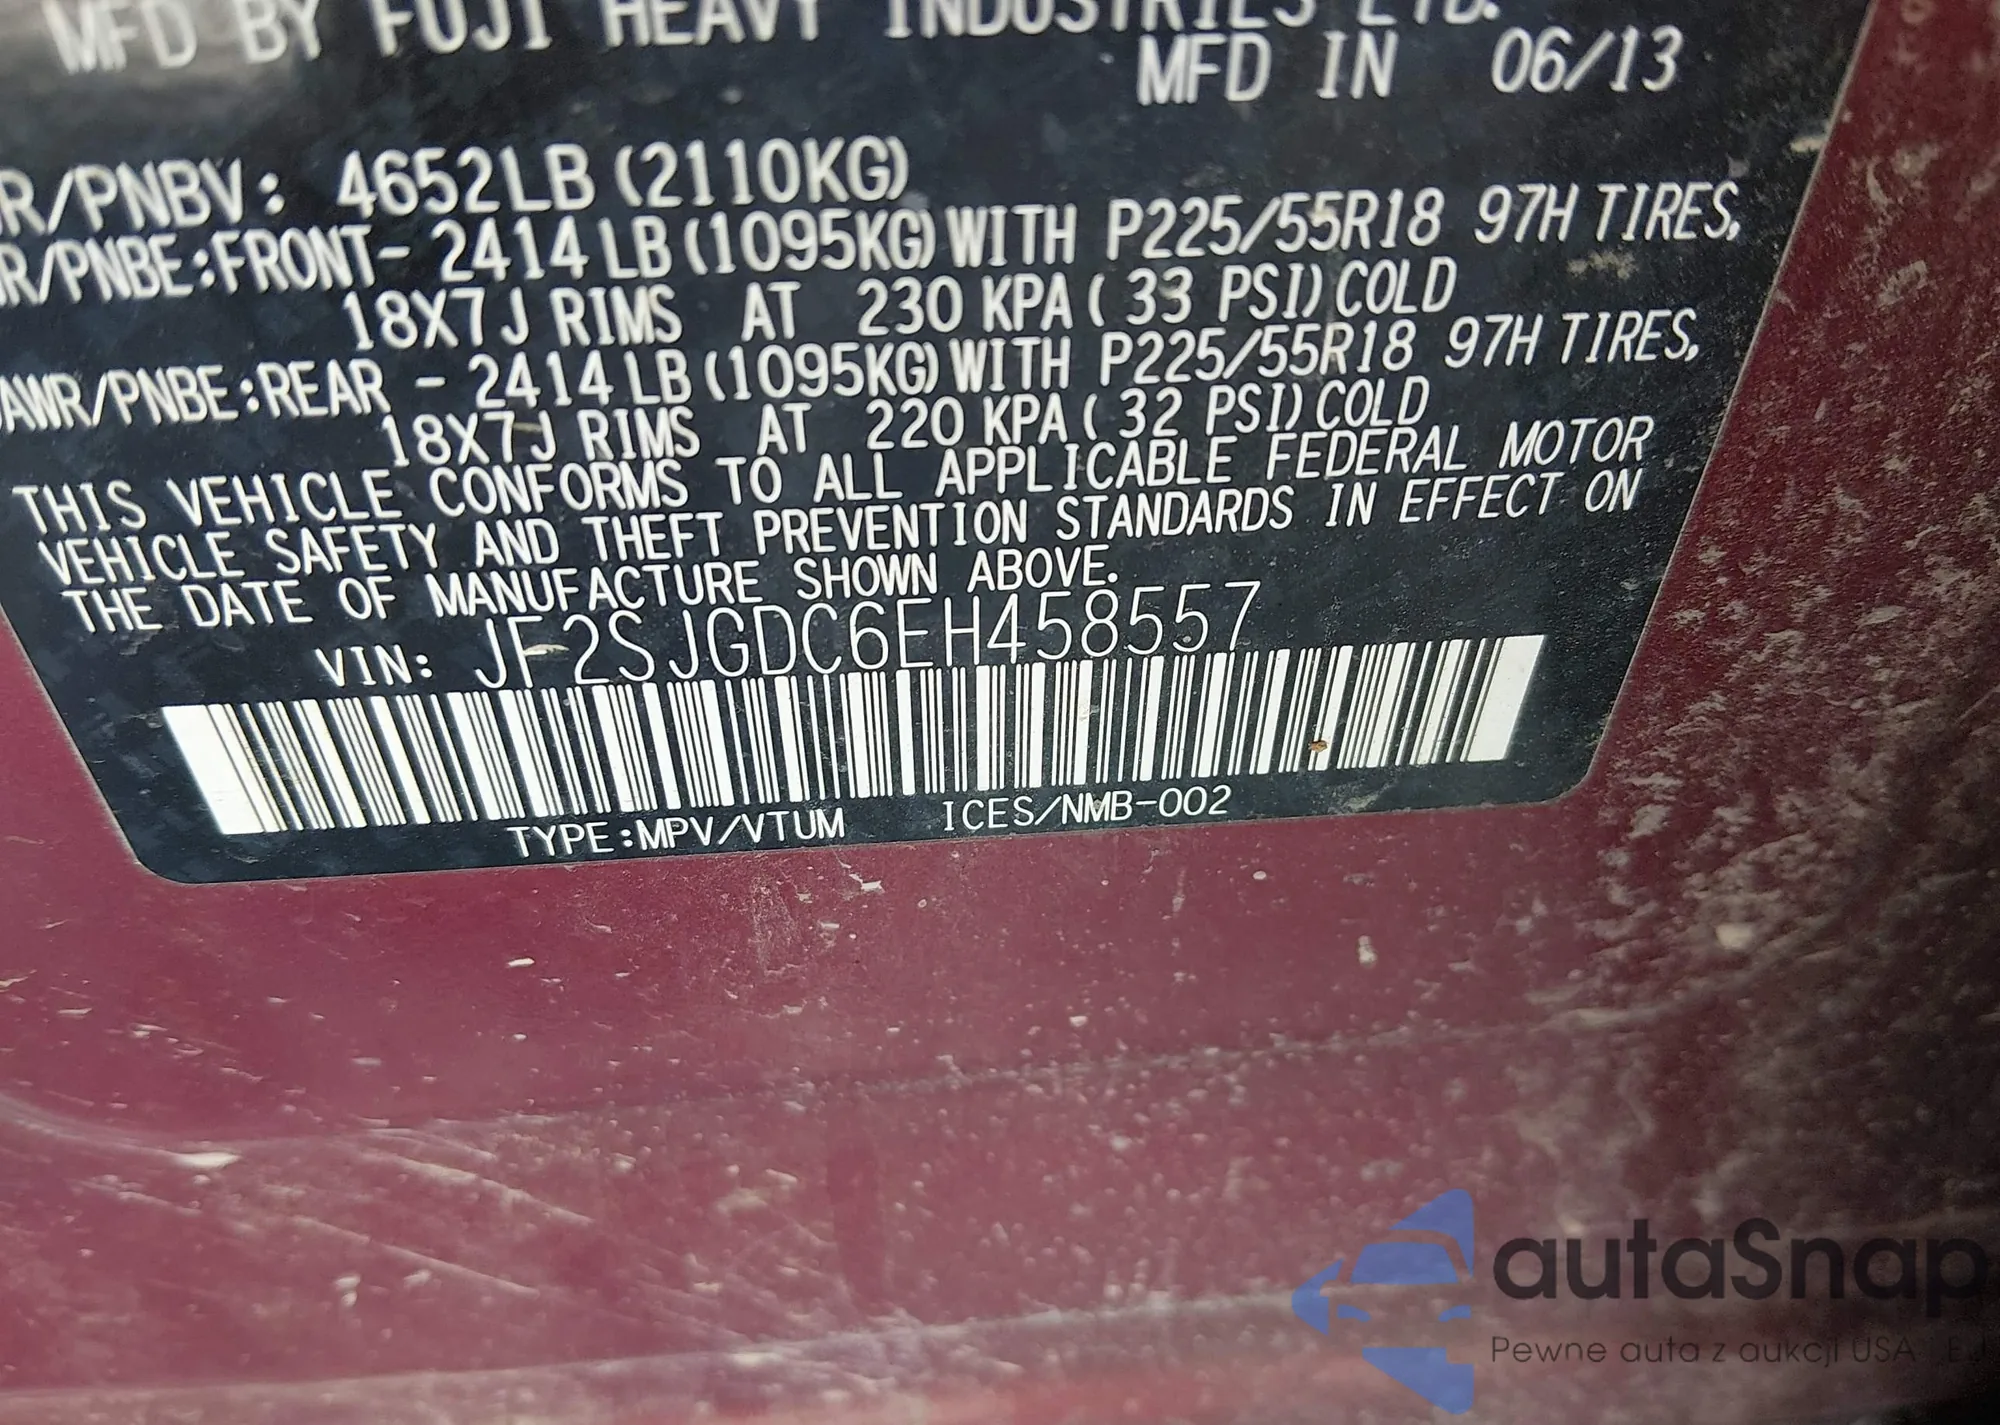 MFD BY FUJI HEAVY INDUSTRIES LTD.
MFD IN 06/13
R/PNBV: 4652LB (2110KG)
R/PNBE:FRONT- 2414 LB (1095KG) WITH P225/55R18 97H TIRES,
18X7J RIMS AT 230 KPA ( 33 PSI) COLD
AWR/PNBE:REAR - 2414 LB (1095KG) WITH P225/55R18 97H TIRES,
18X7J RIMS AT 220 KPA ( 32 PSI) COLD
THIS VEHICLE CONFORMS TO ALL APPLICABLE FEDERAL MOTOR
VEHICLE SAFETY AND THEFT PREVENTION STANDARDS IN EFFECT ON
THE DATE OF MANUFACTURE SHOWN ABOVE.
VIN: JF2SJGDC6EH458557
TYPE:MPV/VTUM ICES/NMB-002
autaSnap
Pewne auta z aukcji USA